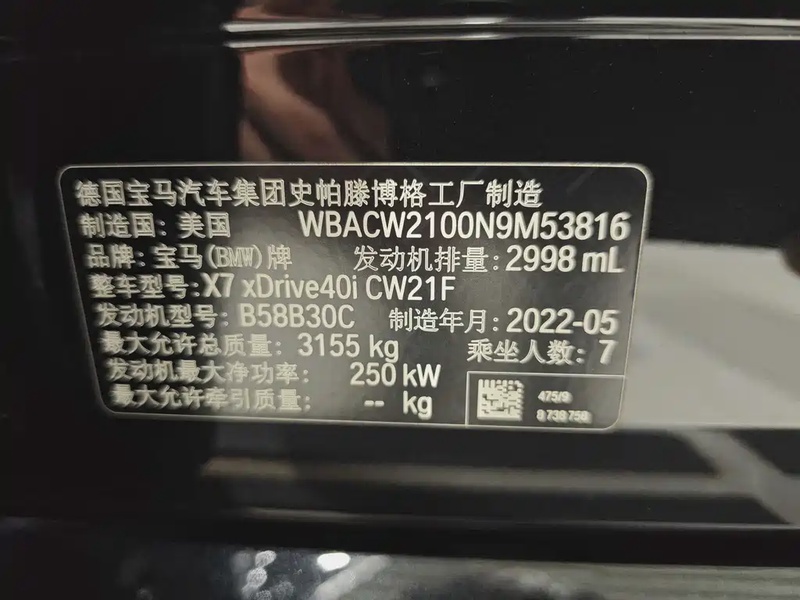 德国宝马汽车集团史帕滕博格工厂制造
制造国: 美国 WBACW2100N9M53816
品牌: 宝马(BMW)牌 发动机排量: 2998 mL
整车型号: X7 xDrive40i CW21F
发动机型号: B58B30C 制造年月: 2022-05
最大允许总质量: 3155 kg 乘坐人数: 7
发动机最大净功率: 250 kW
最大允许牵引质量: -- kg
475/9
8 739 756